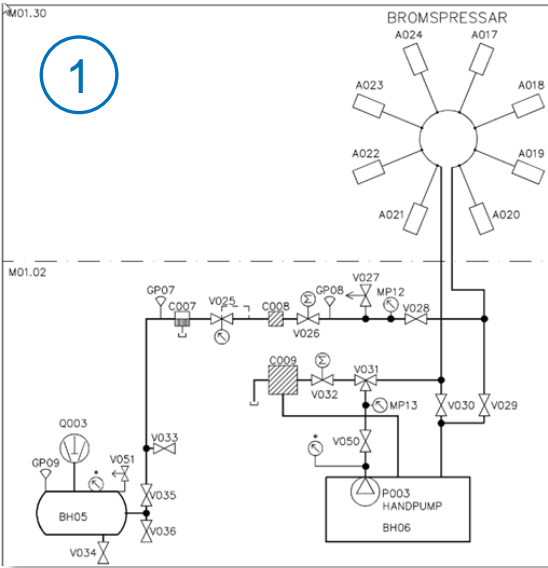 M01.30
BROMSPRESSAR
1
A024
A017
A023
A018
A022
A019
A021
A020
M01.02
V027
GP07
GP08
MP12
C007
V025
C008
V028
V026
C009
V031
V032
V030
V029
MP13
Q003
V033
V050
GP09
*
V051
*
V035
P003
HANDPUMP
BH05
V036
BH06
V034